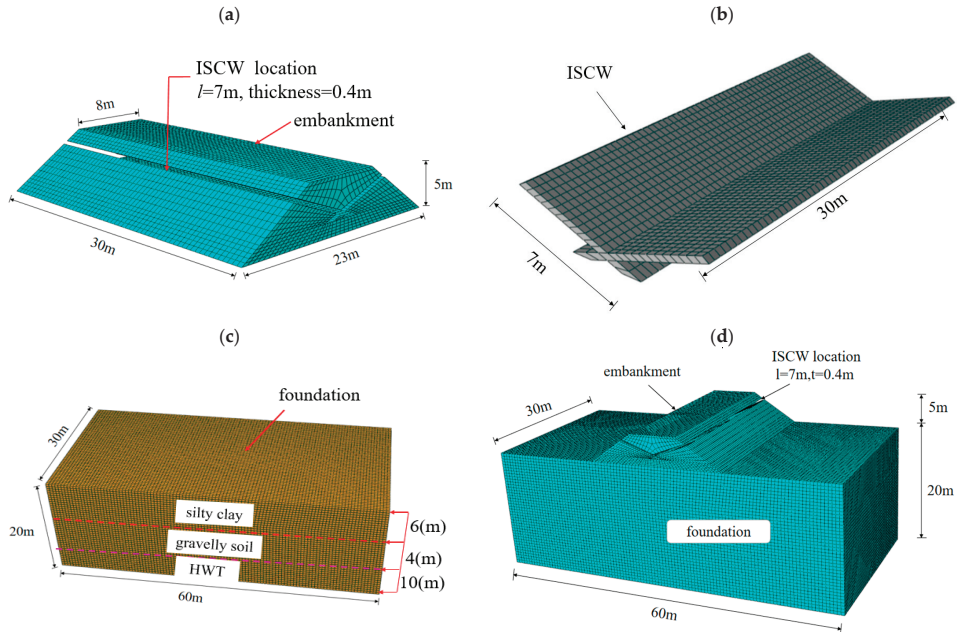 (a)
ISCW location
l=7m, thickness=0.4m
8m
embankment
5m
30m
23m
(b)
ISCW
7m
30m
(c)
foundation
30m
20m
silty clay
gravelly soil
HWT
6(m)
4(m)
10(m)
60m
(d)
ISCW location
l=7m,t=0.4m
embankment
30m
5m
20m
foundation
60m